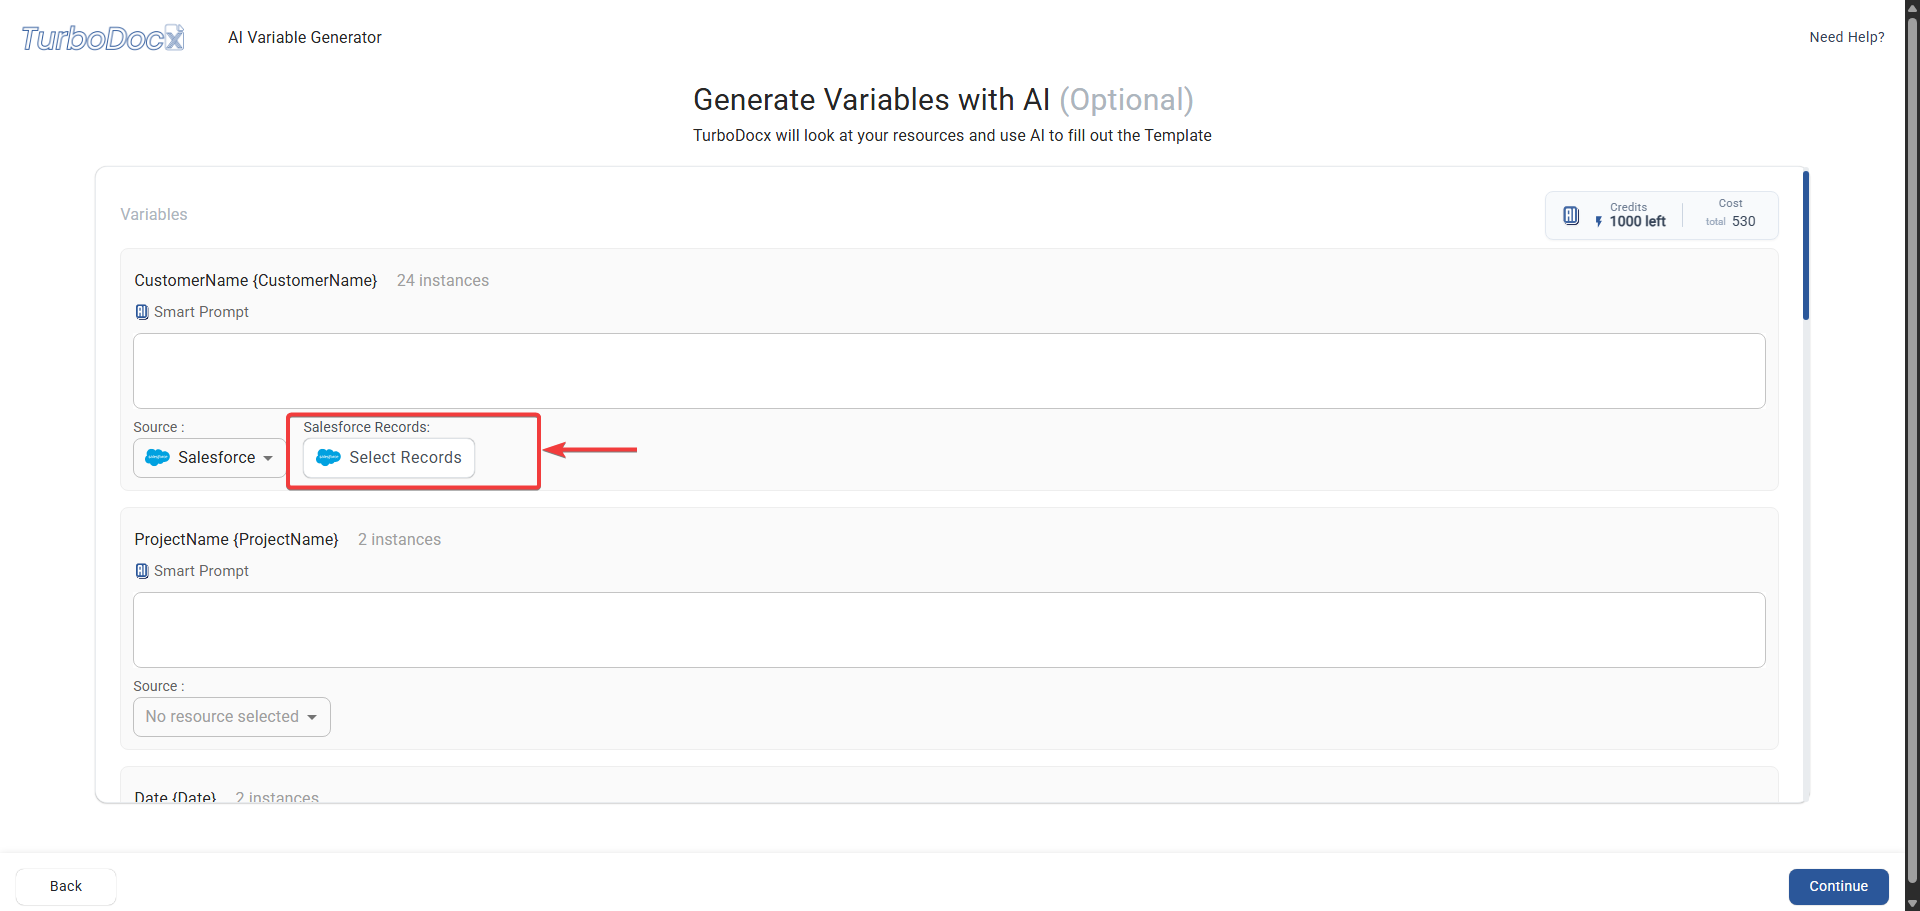 TurboDocx
AI Variable Generator
Need Help?
Generate Variables with AI (Optional)
TurboDocx will look at your resources and use AI to fill out the Template
Variables
Credits
1000 left
Cost
total 530
CustomerName {CustomerName} 24 instances
Smart Prompt
Source :
Salesforce Records:
Salesforce
Select Records
ProjectName {ProjectName} 2 instances
Smart Prompt
Source :
No resource selected
Date {Date} 2 instances
Back
Continue